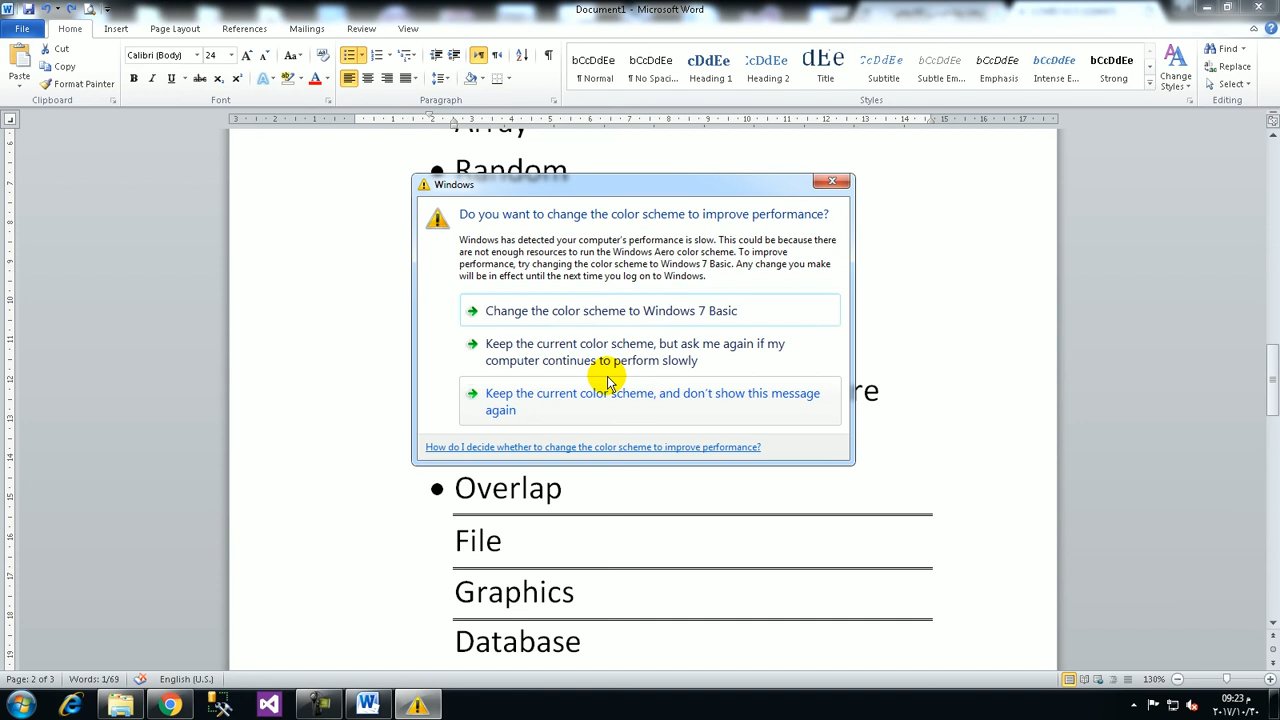 Document1 - Microsoft Word
File Home Insert Page Layout References Mailings Review View
Cut
Copy
Format Painter
Paste
Calibri (Body) 24
Clipboard Font Paragraph Styles Editing
AaBbCcDdEe
¶ Normal ¶ No Spaci... Heading 1 Heading 2 Title Subtitle Subtle Em... Emphasis Intense E... Strong
Change
Styles
Find
Replace
Select
Array
Random
Windows
Do you want to change the color scheme to improve performance?
Windows has detected your computer's performance is slow. This could be because there
are not enough resources to run the Windows Aero color scheme. To improve
performance, try changing the color scheme to Windows 7 Basic. Any change you make
will be in effect until the next time you log on to Windows.
Change the color scheme to Windows 7 Basic
Keep the current color scheme, but ask me again if my
computer continues to perform slowly
Keep the current color scheme, and don't show this message
again
How do I decide whether to change the color scheme to improve performance?
re
Overlap
File
Graphics
Database
Page: 2 of 3 Words: 1/69 English (U.S.) 130%
09:23 م
٢٠١٧/١٠/٣٠